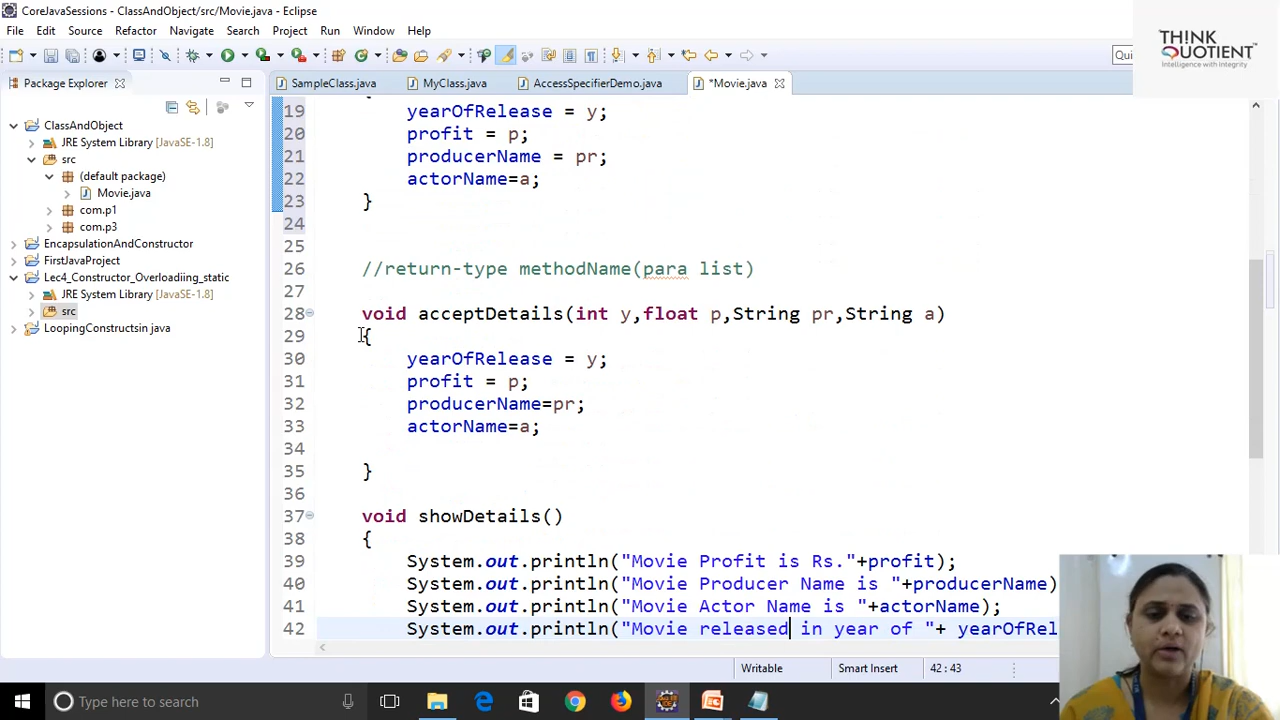 CoreJavaSessions - ClassAndObject/src/Movie.java - Eclipse
File Edit Source Refactor Navigate Search Project Run Window Help
THINK
QUOTIENT
Intelligence with Integrity
Qui
Package Explorer
SampleClass.java MyClass.java AccessSpecifierDemo.java *Movie.java
ClassAndObject
JRE System Library [JavaSE-1.8]
src
(default package)
Movie.java
com.p1
com.p3
EncapsulationAndConstructor
FirstJavaProject
Lec4_Constructor_Overloadiing_static
JRE System Library [JavaSE-1.8]
src
LoopingConstructsin java
19 yearOfRelease = y;
20 profit = p;
21 producerName = pr;
22 actorName=a;
23 }
24
25
26 //return-type methodName(para list)
27
28 void acceptDetails(int y,float p,String pr,String a)
29 {
30 yearOfRelease = y;
31 profit = p;
32 producerName=pr;
33 actorName=a;
34
35 }
36
37 void showDetails()
38 {
39 System.out.println("Movie Profit is Rs."+profit);
40 System.out.println("Movie Producer Name is "+producerName)
41 System.out.println("Movie Actor Name is "+actorName);
42 System.out.println("Movie released in year of "+ yearOfRel
Writable Smart Insert 42 : 43
Type here to search